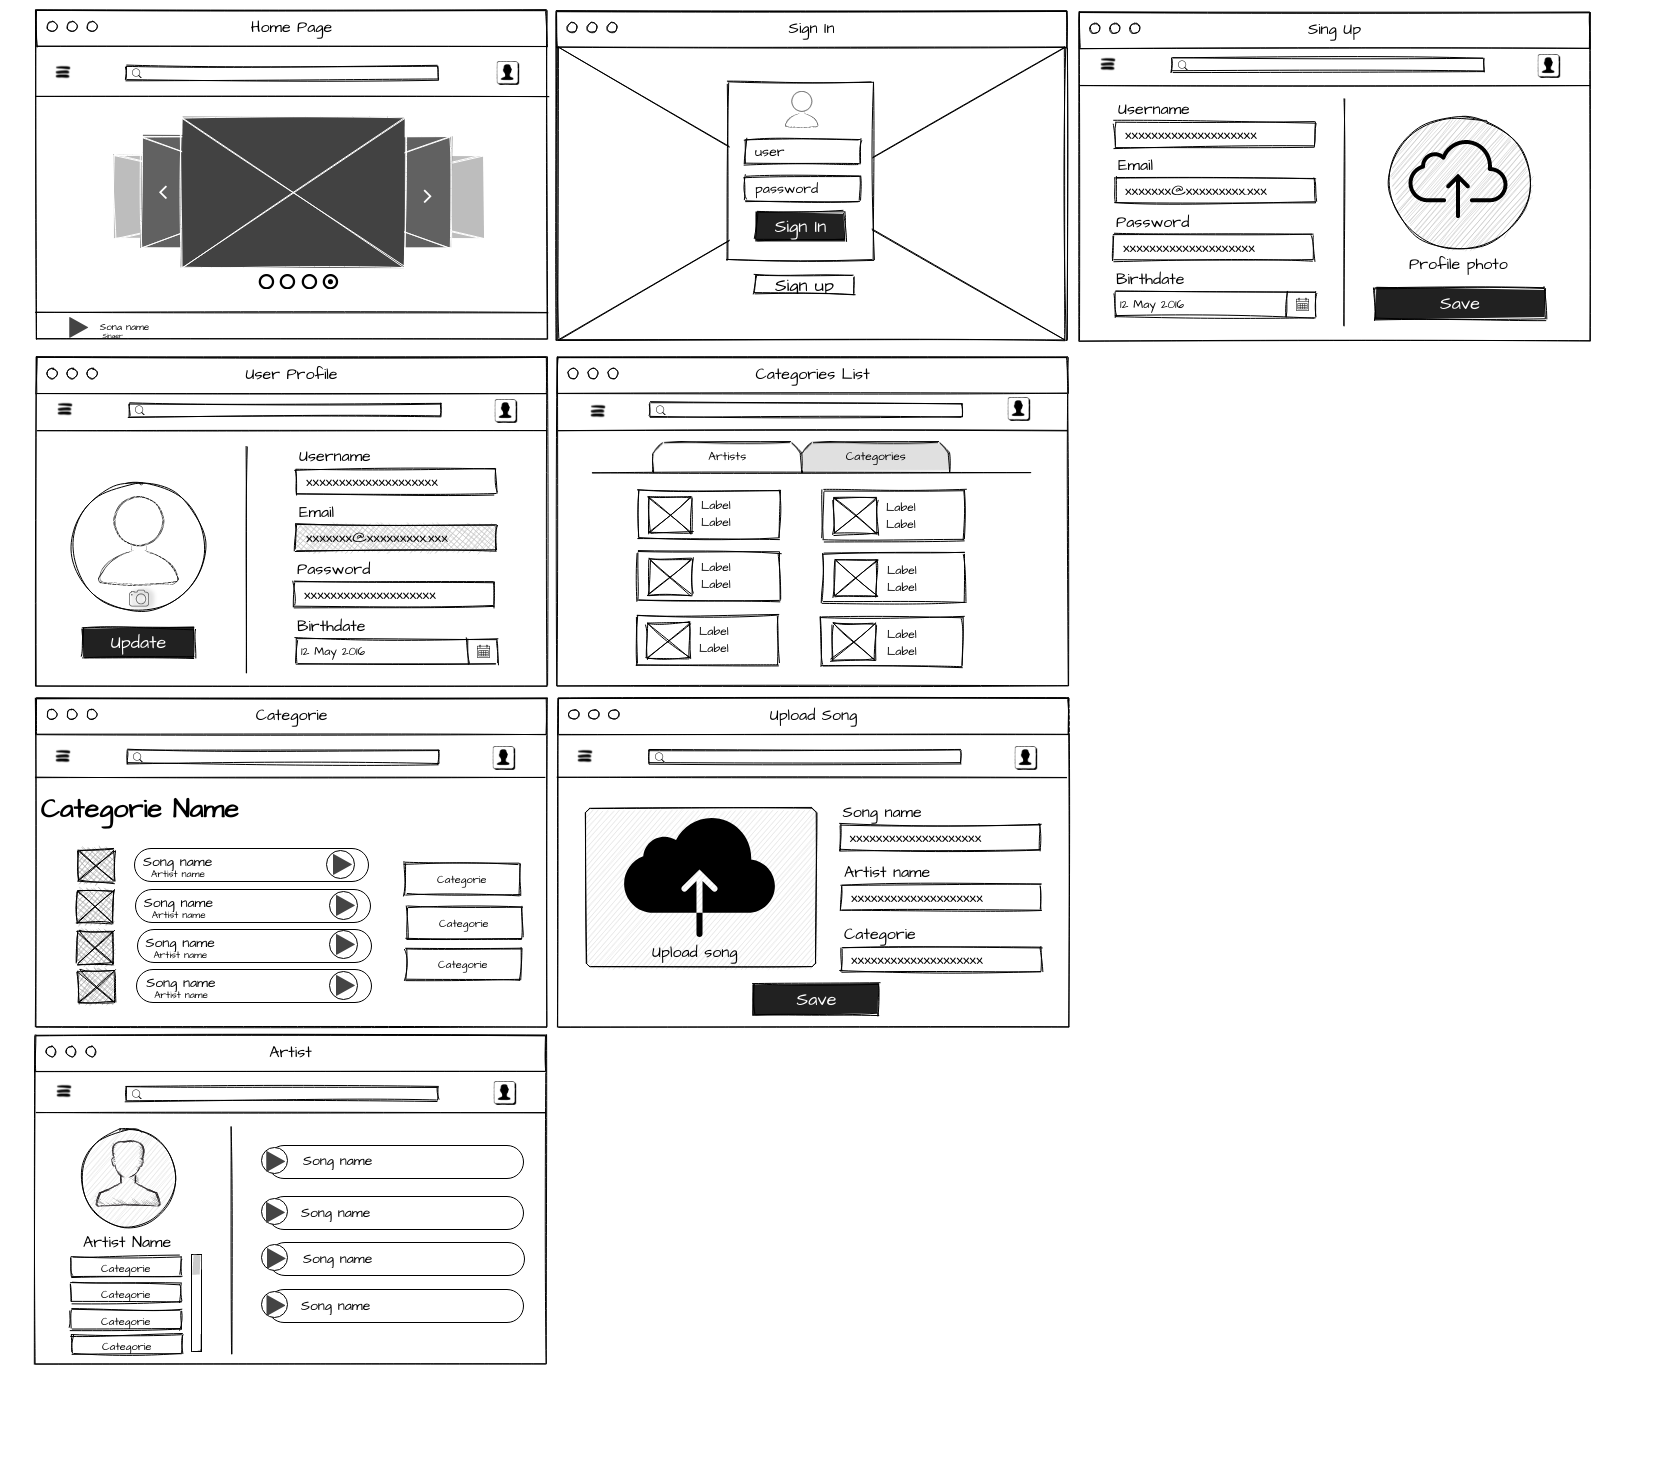 Home Page
Song name
Singer
Sign In
user
password
Sign In
Sign up
Sing Up
Username
xxxxxxxxxxxxxxxxxxxx
Email
xxxxxxx@xxxxxxxxx.xxx
Password
xxxxxxxxxxxxxxxxxxxx
Birthdate
12 May 2016
Profile photo
Save
User Profile
Update
Username
xxxxxxxxxxxxxxxxxxxx
Email
xxxxxxx@xxxxxxxxx.xxx
Password
xxxxxxxxxxxxxxxxxxxx
Birthdate
12 May 2016
Categories List
Artists
Categories
Label
Label
Label
Label
Label
Label
Label
Label
Label
Label
Label
Label
Categorie
Categorie Name
Song name
Artist name
Song name
Artist name
Song name
Artist name
Song name
Artist name
Categorie
Categorie
Categorie
Upload Song
Upload song
Song name
xxxxxxxxxxxxxxxxxxxx
Artist name
xxxxxxxxxxxxxxxxxxxx
Categorie
xxxxxxxxxxxxxxxxxxxx
Save
Artist
Artist Name
Categorie
Categorie
Categorie
Categorie
Song name
Song name
Song name
Song name